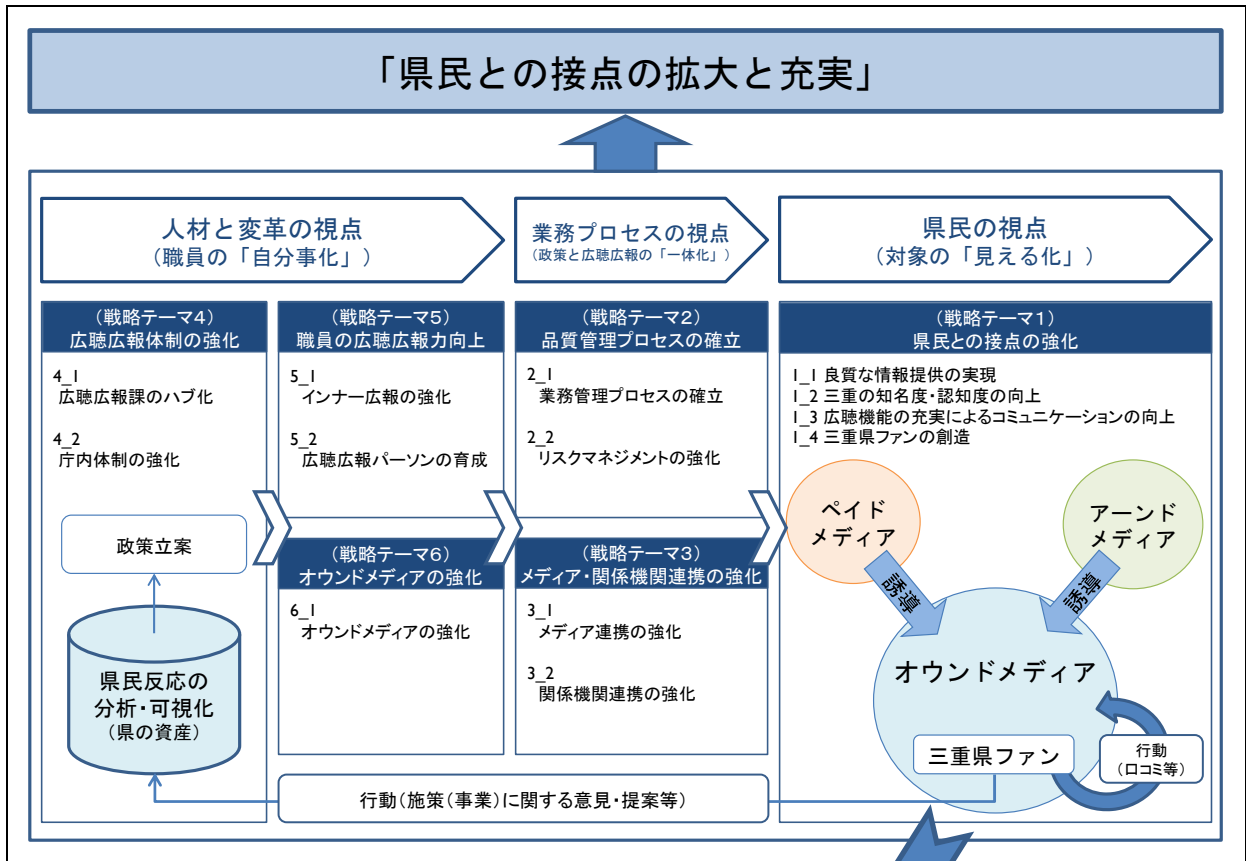 「県民との接点の拡大と充実」
人材と変革の視点
(職員の「自分事化」)
業務プロセスの視点
(政策と広聴広報の「一体化」)
県民の視点
(対象の「見える化」)
(戦略テーマ4)
広聴広報体制の強化
4_1
広聴広報課のハブ化
4_2
庁内体制の強化
政策立案
県民反応の
分析・可視化
(県の資産)
(戦略テーマ5)
職員の広聴広報力向上
5_1
インナー広報の強化
5_2
広聴広報パーソンの育成
(戦略テーマ6)
オウンドメディアの強化
6_1
オウンドメディアの強化
(戦略テーマ2)
品質管理プロセスの確立
2_1
業務管理プロセスの確立
2_2
リスクマネジメントの強化
(戦略テーマ3)
メディア・関係機関連携の強化
3_1
メディア連携の強化
3_2
関係機関連携の強化
(戦略テーマ1)
県民との接点の強化
1_1 良質な情報提供の実現
1_2 三重の知名度・認知度の向上
1_3 広聴機能の充実によるコミュニケーションの向上
1_4 三重県ファンの創造
ペイド
メディア
アーンド
メディア
誘導
誘導
オウンドメディア
三重県ファン
行動
(口コミ等)
行動(施策(事業)に関する意見・提案等)